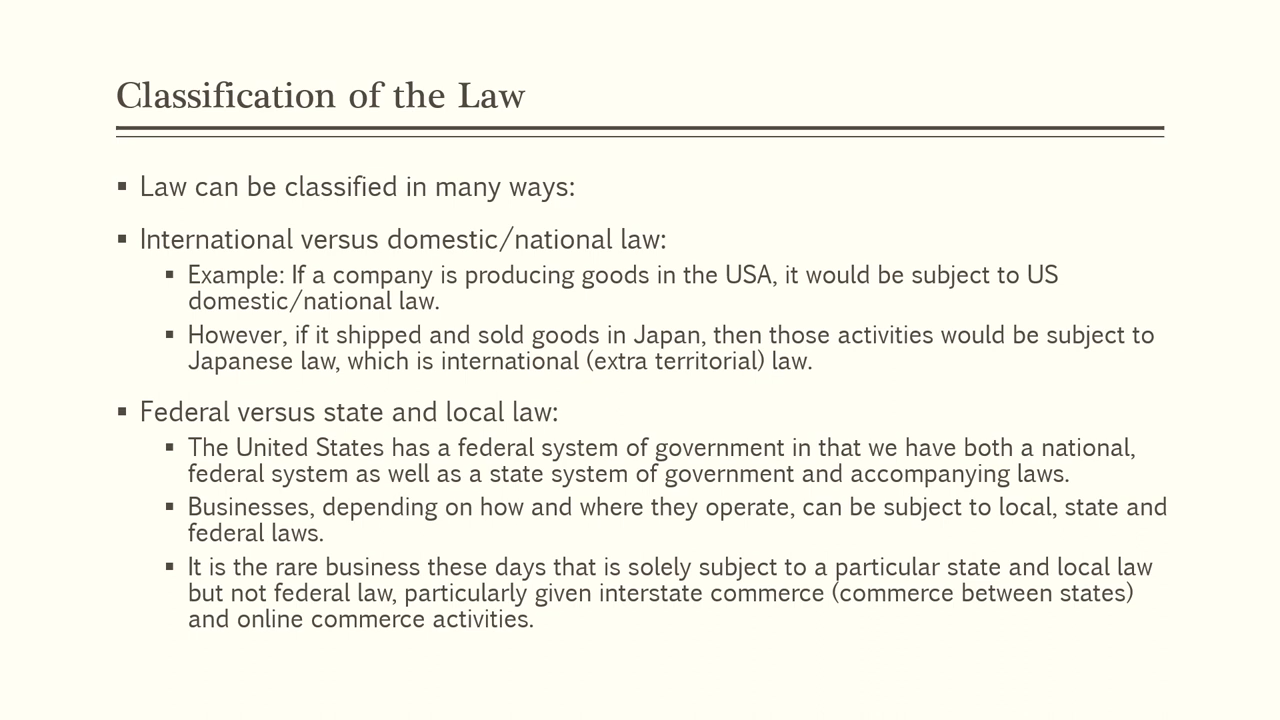 Classification of the Law
▪ Law can be classified in many ways:
▪ International versus domestic/national law:
▪ Example: If a company is producing goods in the USA, it would be subject to US
domestic/national law.
▪ However, if it shipped and sold goods in Japan, then those activities would be subject to
Japanese law, which is international (extra territorial) law.
▪ Federal versus state and local law:
▪ The United States has a federal system of government in that we have both a national,
federal system as well as a state system of government and accompanying laws.
▪ Businesses, depending on how and where they operate, can be subject to local, state and
federal laws.
▪ It is the rare business these days that is solely subject to a particular state and local law
but not federal law, particularly given interstate commerce (commerce between states)
and online commerce activities.